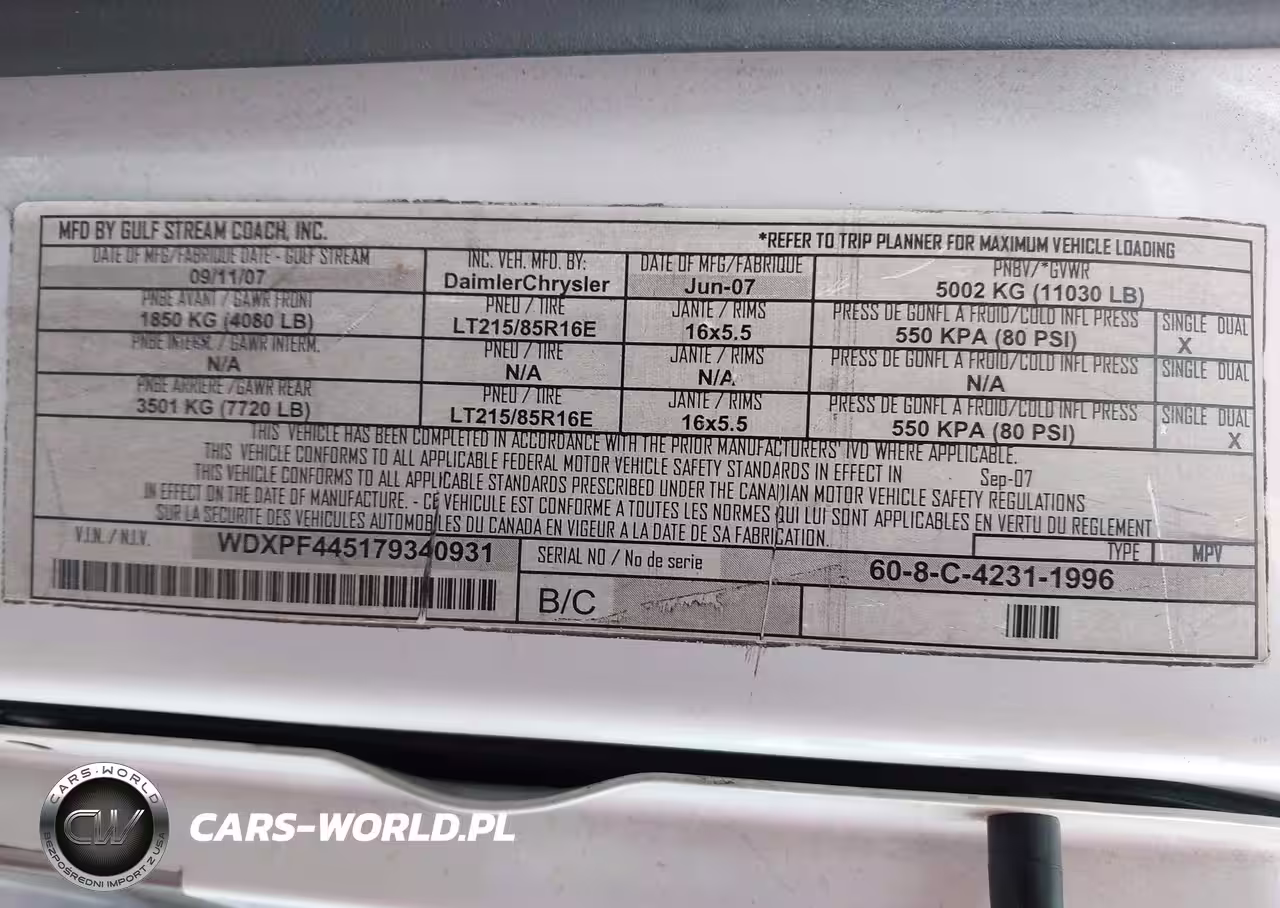 MFD BY GULF STREAM COACH, INC.
*REFER TO TRIP PLANNER FOR MAXIMUM VEHICLE LOADING
DATE OF MFG/FABRIQUE DATE - GULF STREAM
09/11/07
INC. VEH. MFD. BY:
DaimlerChrysler
DATE OF MFG/FABRIQUE
Jun-07
PNBV/*GVWR
5002 KG (11030 LB)
PNBE AVANT / GAWR FRONT
1850 KG (4080 LB)
PNEU / TIRE
LT215/85R16E
JANTE / RIMS
16x5.5
PRESS DE GONFL A FROID/COLD INFL PRESS
550 KPA (80 PSI)
SINGLE DUAL
X
PNBE INTERM. / GAWR INTERM.
N/A
PNEU / TIRE
N/A
JANTE / RIMS
N/A
PRESS DE GONFL A FROID/COLD INFL PRESS
N/A
SINGLE DUAL
PNBE ARRIERE /GAWR REAR
3501 KG (7720 LB)
PNEU / TIRE
LT215/85R16E
JANTE / RIMS
16x5.5
PRESS DE GONFL A FROID/COLD INFL PRESS
550 KPA (80 PSI)
SINGLE DUAL
X
THIS VEHICLE HAS BEEN COMPLETED IN ACCORDANCE WITH THE PRIOR MANUFACTURERS' IVD WHERE APPLICABLE.
THIS VEHICLE CONFORMS TO ALL APPLICABLE FEDERAL MOTOR VEHICLE SAFETY STANDARDS IN EFFECT IN Sep-07
THIS VEHICLE CONFORMS TO ALL APPLICABLE STANDARDS PRESCRIBED UNDER THE CANADIAN MOTOR VEHICLE SAFETY REGULATIONS
IN EFFECT ON THE DATE OF MANUFACTURE. - CE VEHICULE EST CONFORME A TOUTES LES NORMES QUI LUI SONT APPLICABLES EN VERTU DU REGLEMENT
SUR LA SECURITE DES VEHICULES AUTOMOBILES DU CANADA EN VIGEUR A LA DATE DE SA FABRICATION.
TYPE MPV
V.I.N. / N.I.V. WDXPF445179340931
SERIAL NO / No de serie 60-8-C-4231-1996
B/C
CARS-WORLD
CW
BEZPOŚREDNI IMPORT Z USA
CARS-WORLD.PL